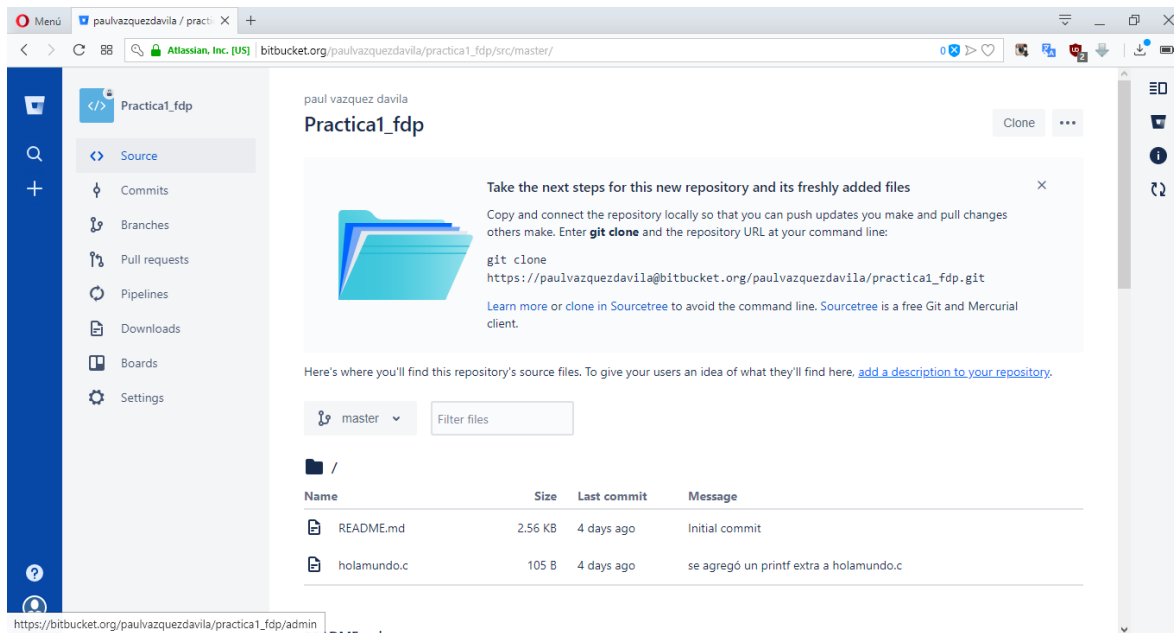 Menú
paulvazquezdavila / practi
Atlassian, Inc. [US]
bitbucket.org/paulvazquezdavila/practica1_fdp/src/master/
0
2
Practica1_fdp
Source
Commits
Branches
Pull requests
Pipelines
Downloads
Boards
Settings
paul vazquez davila
Practica1_fdp
Clone
Take the next steps for this new repository and its freshly added files
Copy and connect the repository locally so that you can push updates you make and pull changes
others make. Enter git clone and the repository URL at your command line:
git clone
https://paulvazquezdavila@bitbucket.org/paulvazquezdavila/practica1_fdp.git
Learn more or clone in Sourcetree to avoid the command line. Sourcetree is a free Git and Mercurial
client.
Here's where you'll find this repository's source files. To give your users an idea of what they'll find here, add a description to your repository.
master
Filter files
/
Name Size Last commit Message
README.md 2.56 KB 4 days ago Initial commit
holamundo.c 105 B 4 days ago se agregó un printf extra a holamundo.c
https://bitbucket.org/paulvazquezdavila/practica1_fdp/admin